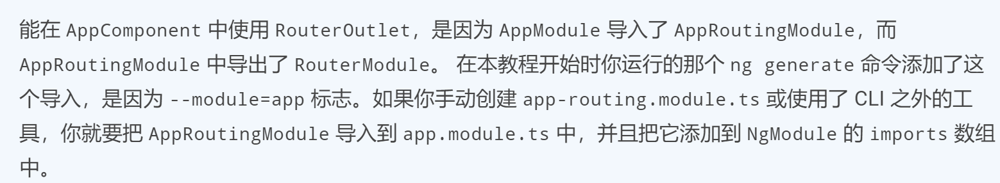 能在 AppComponent 中使用 RouterOutlet，是因为 AppModule 导入了 AppRoutingModule，而
AppRoutingModule 中导出了 RouterModule。 在本教程开始时你运行的那个 ng generate 命令添加了这
个导入，是因为 --module=app 标志。如果你手动创建 app-routing.module.ts 或使用了 CLI 之外的工
具，你就要把 AppRoutingModule 导入到 app.module.ts 中，并且把它添加到 NgModule 的 imports 数组
中。